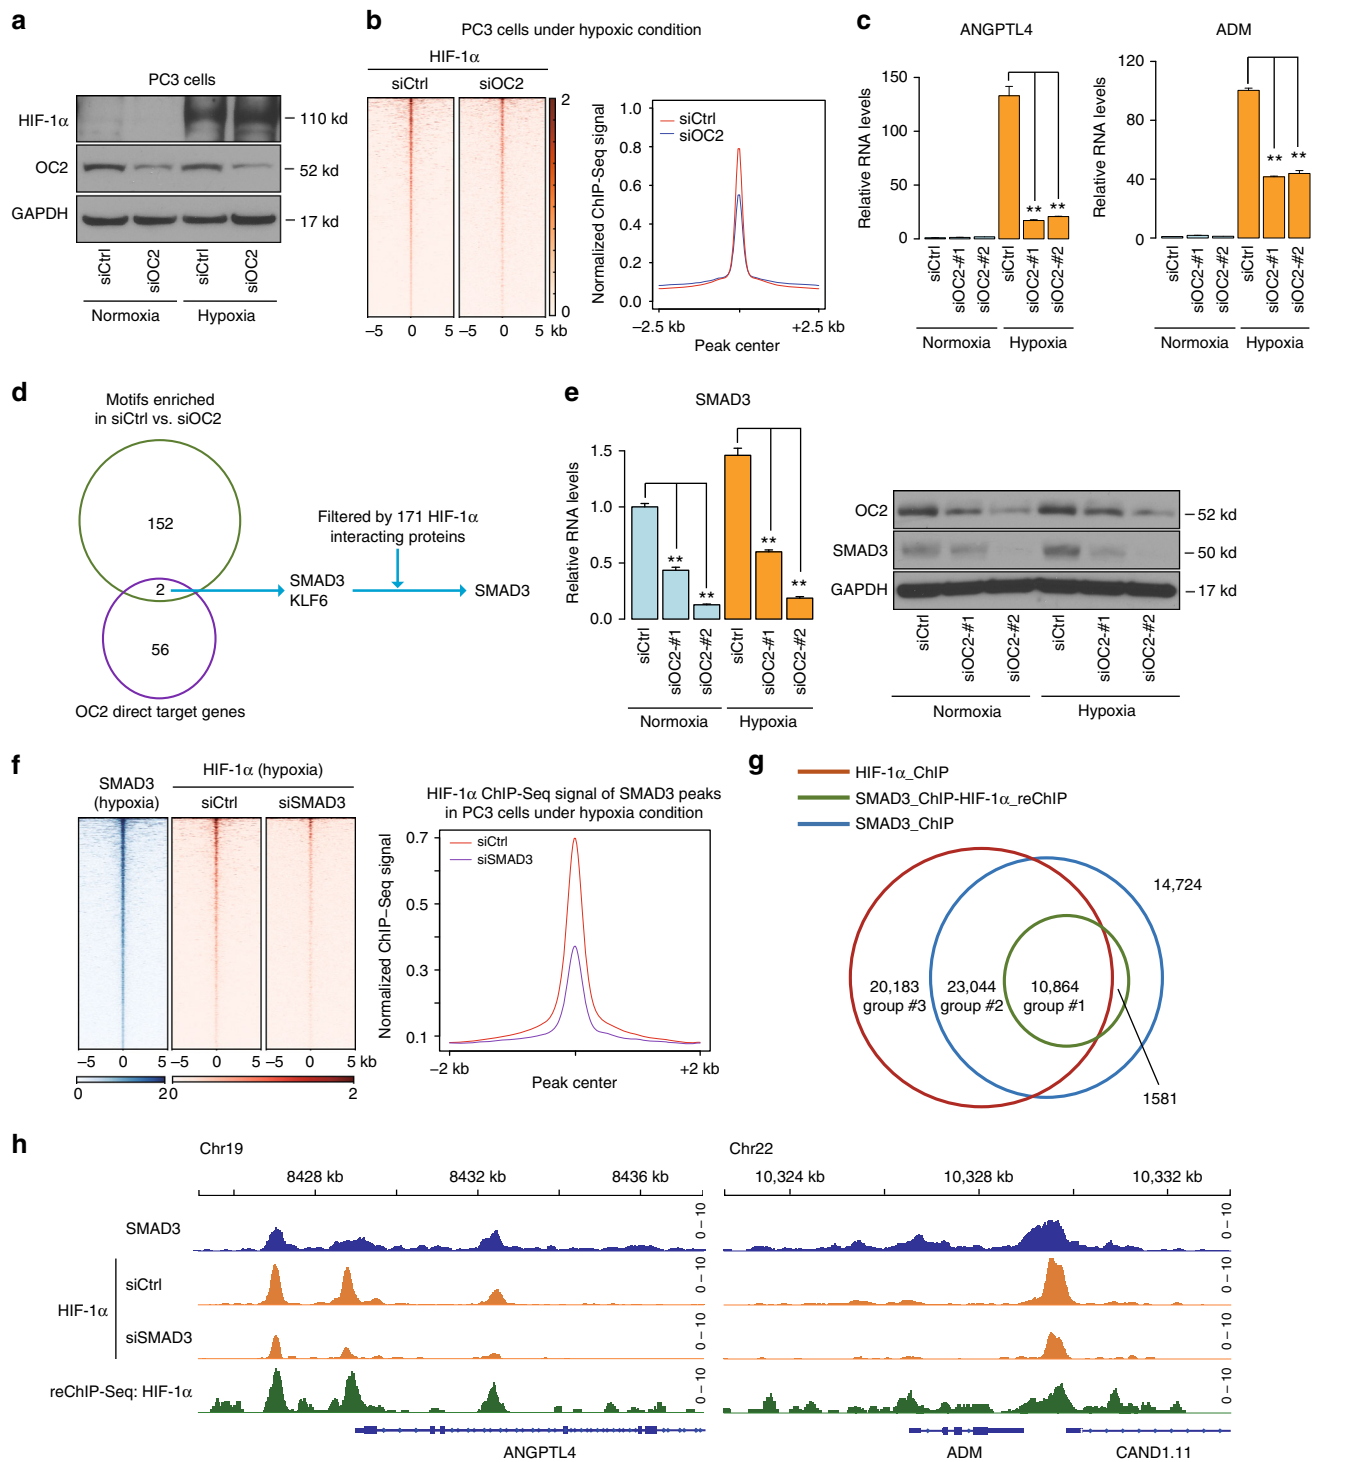 a
PC3 cells
HIF-1α
110 kd
OC2
52 kd
GAPDH
17 kd
siCtrl
siOC2
siCtrl
siOC2
Normoxia
Hypoxia
b
PC3 cells under hypoxic condition
HIF-1α
siCtrl
siOC2
2
0
−5
0
5
−5
0
5 kb
Normalized ChIP-Seq signal
1.0
0.8
0.6
0.4
0.2
0.0
siCtrl
siOC2
−2.5 kb
+2.5 kb
Peak center
c
ANGPTL4
Relative RNA levels
150
100
50
0
**
**
siCtrl
siOC2-#1
siOC2-#2
siCtrl
siOC2-#1
siOC2-#2
Normoxia
Hypoxia
ADM
Relative RNA levels
120
80
40
0
**
**
siCtrl
siOC2-#1
siOC2-#2
siCtrl
siOC2-#1
siOC2-#2
Normoxia
Hypoxia
d
Motifs enriched
in siCtrl vs. siOC2
152
2
56
OC2 direct target genes
SMAD3
KLF6
Filtered by 171 HIF-1α
interacting proteins
SMAD3
e
SMAD3
Relative RNA levels
1.5
1.0
0.5
0.0
**
**
**
**
siCtrl
siOC2-#1
siOC2-#2
siCtrl
siOC2-#1
siOC2-#2
Normoxia
Hypoxia
OC2
52 kd
SMAD3
50 kd
GAPDH
17 kd
siCtrl
siOC2-#1
siOC2-#2
siCtrl
siOC2-#1
siOC2-#2
Normoxia
Hypoxia
f
SMAD3
(hypoxia)
HIF-1α (hypoxia)
siCtrl
siSMAD3
−5
0
5
−5
0
5
−5
0
5 kb
0
2
0
2
HIF-1α ChIP-Seq signal of SMAD3 peaks
in PC3 cells under hypoxia condition
Normalized ChIP−Seq signal
0.7
0.5
0.3
0.1
siCtrl
siSMAD3
−2 kb
+2 kb
Peak center
g
HIF-1α_ChIP
SMAD3_ChIP-HIF-1α_reChIP
SMAD3_ChIP
14,724
20,183
group #3
23,044
group #2
10,864
group #1
1581
h
Chr19
8428 kb
8432 kb
8436 kb
Chr22
10,324 kb
10,328 kb
10,332 kb
SMAD3
0 – 10
0 – 10
HIF-1α
siCtrl
0 – 10
0 – 10
siSMAD3
0 – 10
0 – 10
reChIP-Seq: HIF-1α
0 – 10
0 – 10
ANGPTL4
ADM
CAND1.11